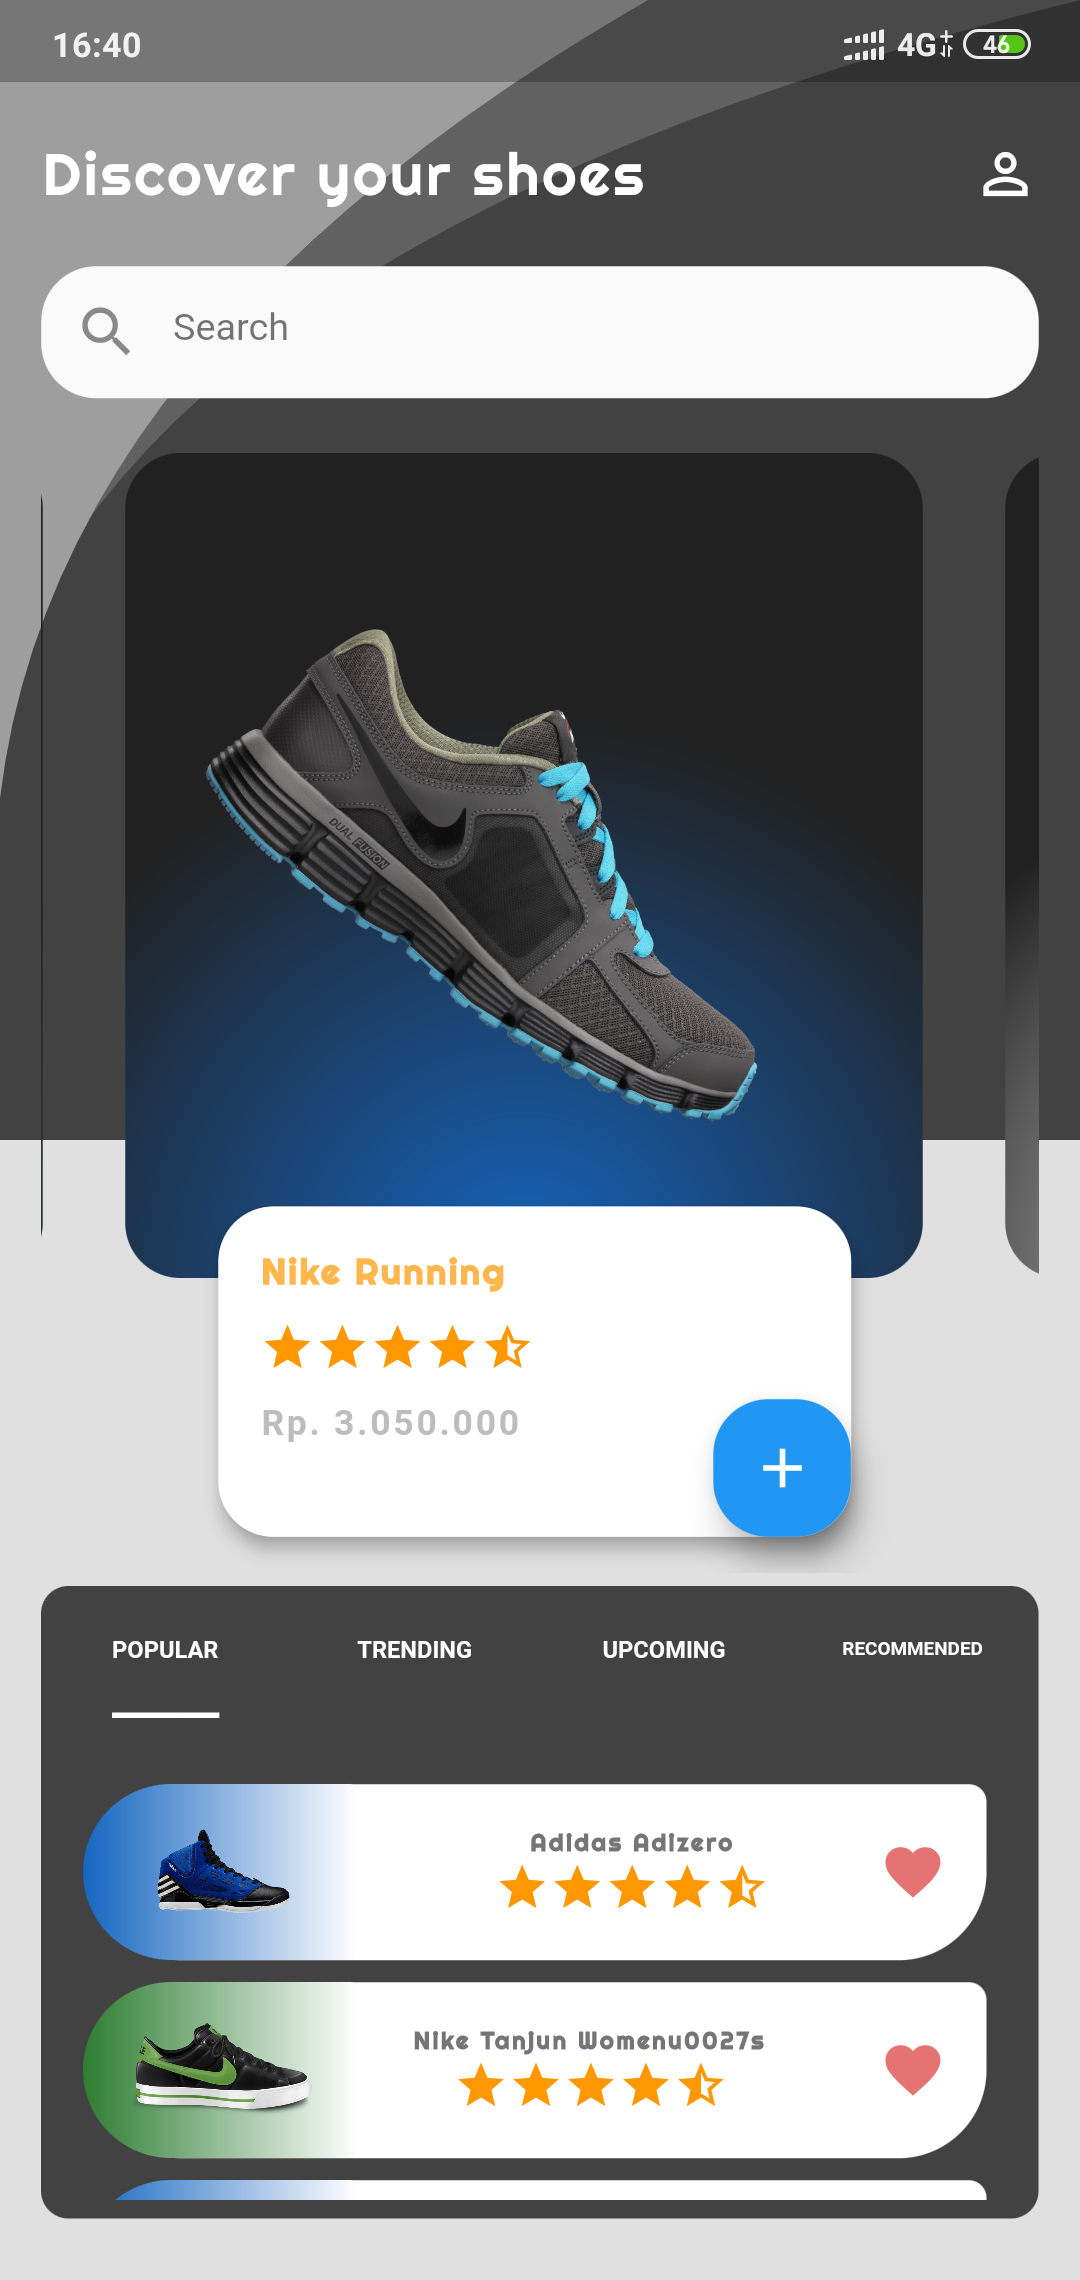 16:40
4G
46
Discover your shoes
Search
DUAL FUSION
Nike Running
Rp. 3.050.000
POPULAR
TRENDING
UPCOMING
RECOMMENDED
Adidas Adizero
Nike Tanjun Womenu0027s